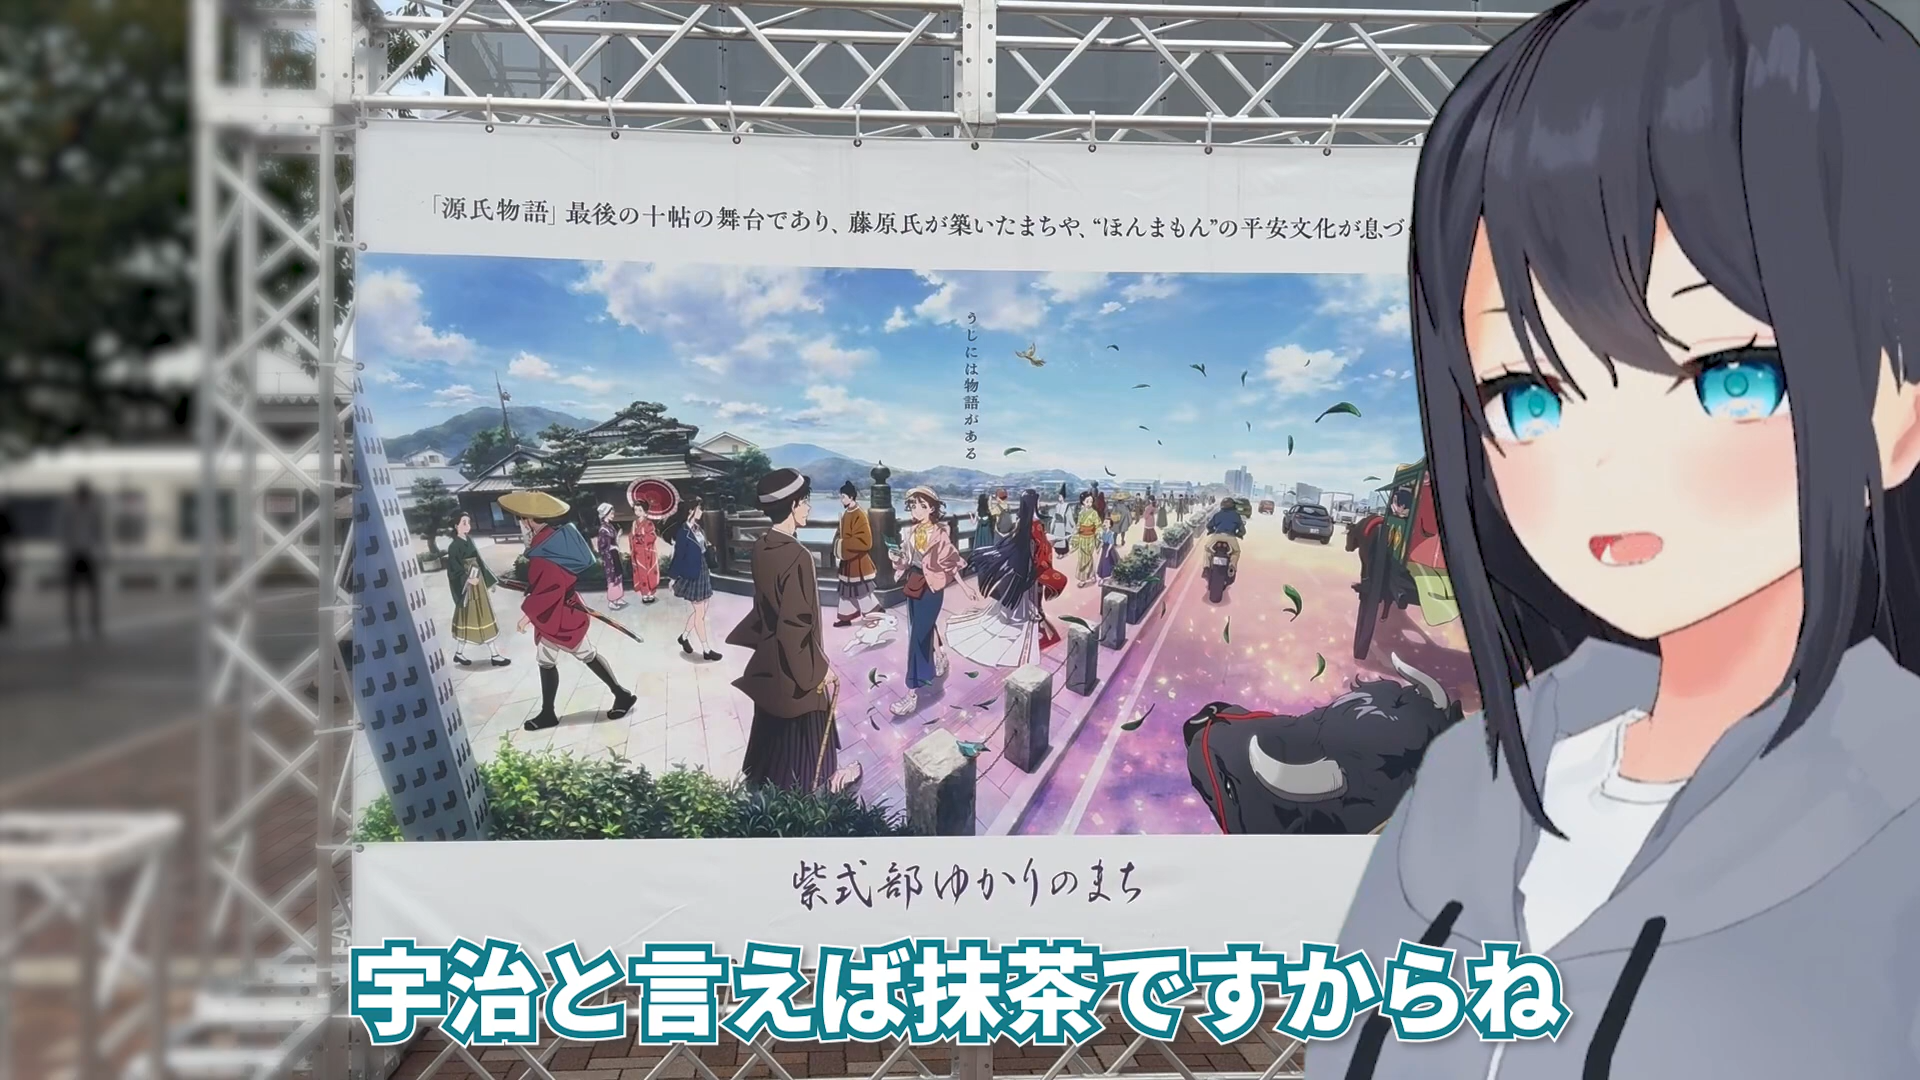 「源氏物語」最後の十帖の舞台であり、藤原氏が築いたまちや、“ほんまもん”の平安文化が息づ
うじには物語がある
紫式部ゆかりのまち
宇治と言えば抹茶ですからね